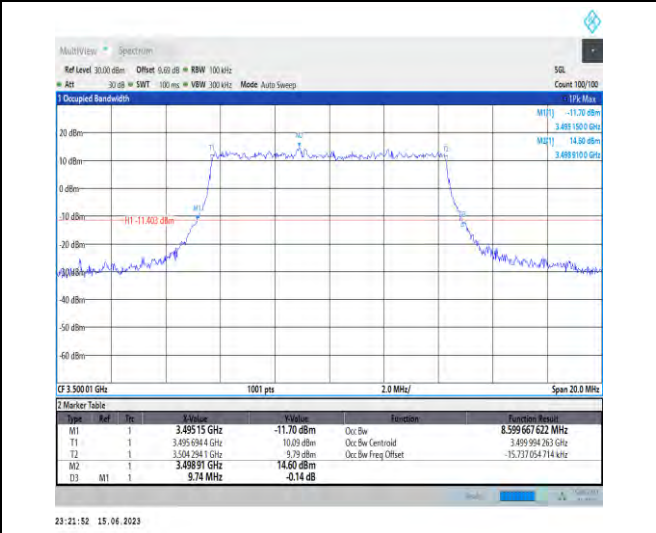 MultiView Spectrum
Ref Level 30.00 dBm Offset 9.69 dB RBW 100 kHz SGL
Att 30 dB SWT 100 ms VBW 300 kHz Mode Auto Sweep Count 100/100
1 Occupied Bandwidth 1Pk Max
M1[1] -11.70 dBm
3.495 150 0 GHz
20 dBm M2[1] 14.60 dBm
3.498 910 0 GHz
M2
T1 T2
10 dBm
0 dBm
M1
-10 dBm H1 -11.403 dBm
-20 dBm
-40 dBm
-50 dBm
-60 dBm
CF 3.500 01 GHz 1001 pts 2.0 MHz/ Span 20.0 MHz
2 Marker Table
Type Ref Trc X-Value Y-Value Function Function Result
M1 1 3.495 15 GHz -11.70 dBm Occ Bw 8.599 667 622 MHz
T1 1 3.495 694 4 GHz 10.09 dBm Occ Bw Centroid 3.499 994 263 GHz
T2 1 3.504 294 1 GHz 9.79 dBm Occ Bw Freq Offset -15.737 054 714 kHz
M2 1 3.498 91 GHz 14.60 dBm
D3 M1 1 9.74 MHz -0.14 dB
23:21:52 15.06.2023